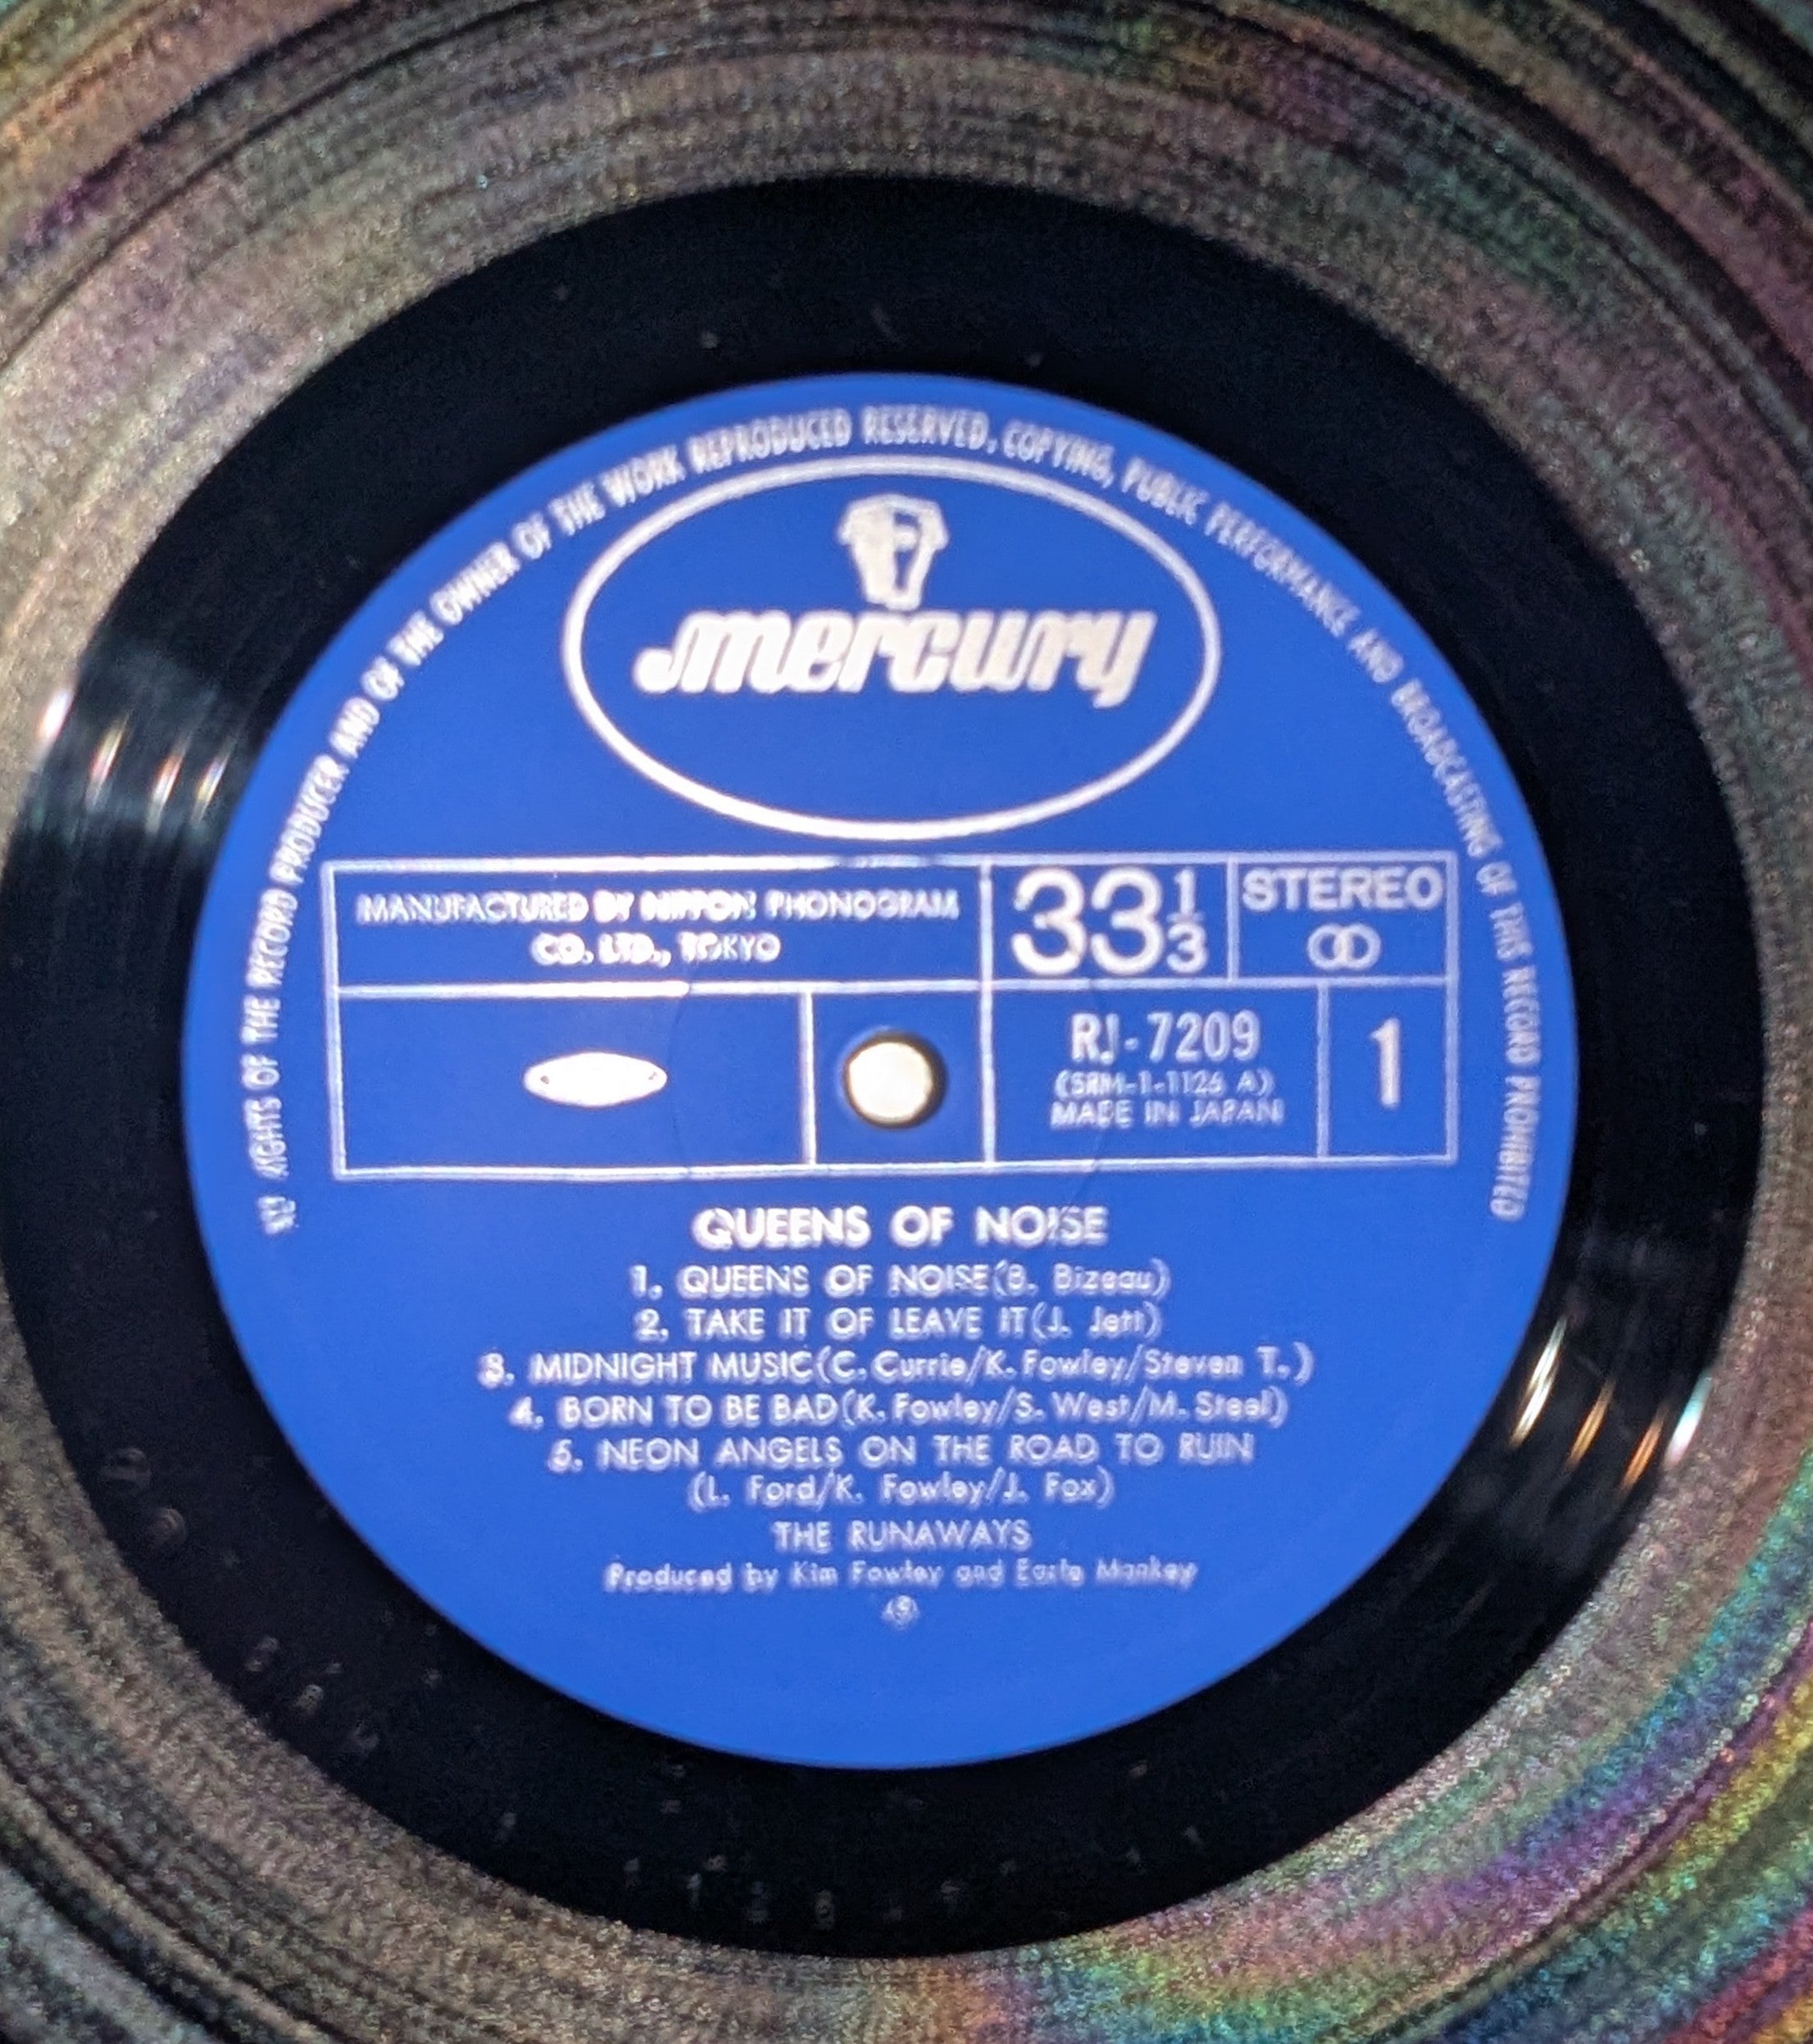 ALL RIGHTS OF THE RECORD PRODUCER AND OF THE OWNER OF THE WORK REPRODUCED RESERVED. COPYING, PUBLIC PERFORMANCE AND BROADCASTING OF THIS RECORD PROHIBITED
mercury
MANUFACTURED BY NIPPON PHONOGRAM
CO. LTD., TOKYO
33 1/3
STEREO
RJ-7209
(SRM-1-1126 A)
MADE IN JAPAN
1
QUEENS OF NOISE
1. QUEENS OF NOISE(B. Bizeau)
2. TAKE IT OF LEAVE IT(J. Jett)
3. MIDNIGHT MUSIC(C. Currie/K. Fowley/Steven T.)
4. BORN TO BE BAD(K. Fowley/S. West/M. Steel)
5. NEON ANGELS ON THE ROAD TO RUIN
(L. Ford/K. Fowley/J. Fox)
THE RUNAWAYS
Produced by Kim Fowley and Earle Mankey